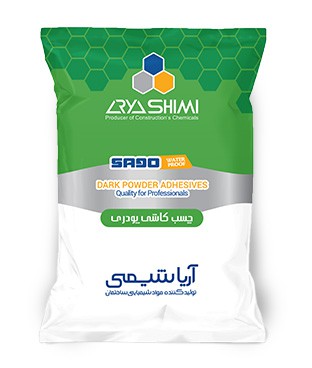 ARYASHIMI
Producer of Construction's Chemicals
SADO WATER PROOF
DARK POWDER ADHESIVES
Quality for Professionals
چسب کاشی پودری
آریاشیمی
تولیدکننده مواد شیمیایی ساختمان